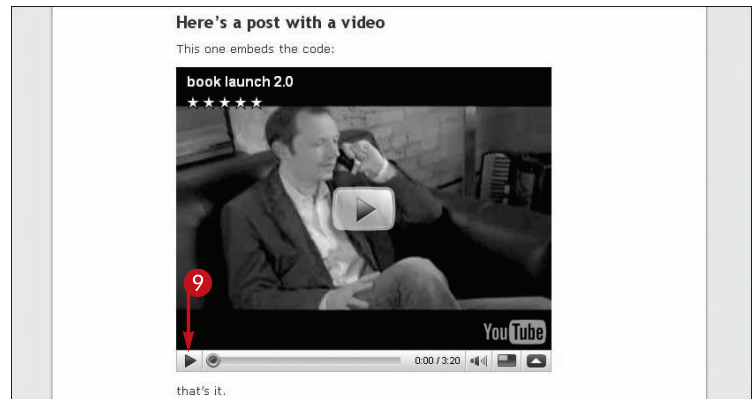 Here's a post with a video
This one embeds the code:
book launch 2.0
9
YouTube
0:00 / 3:20
that's it.